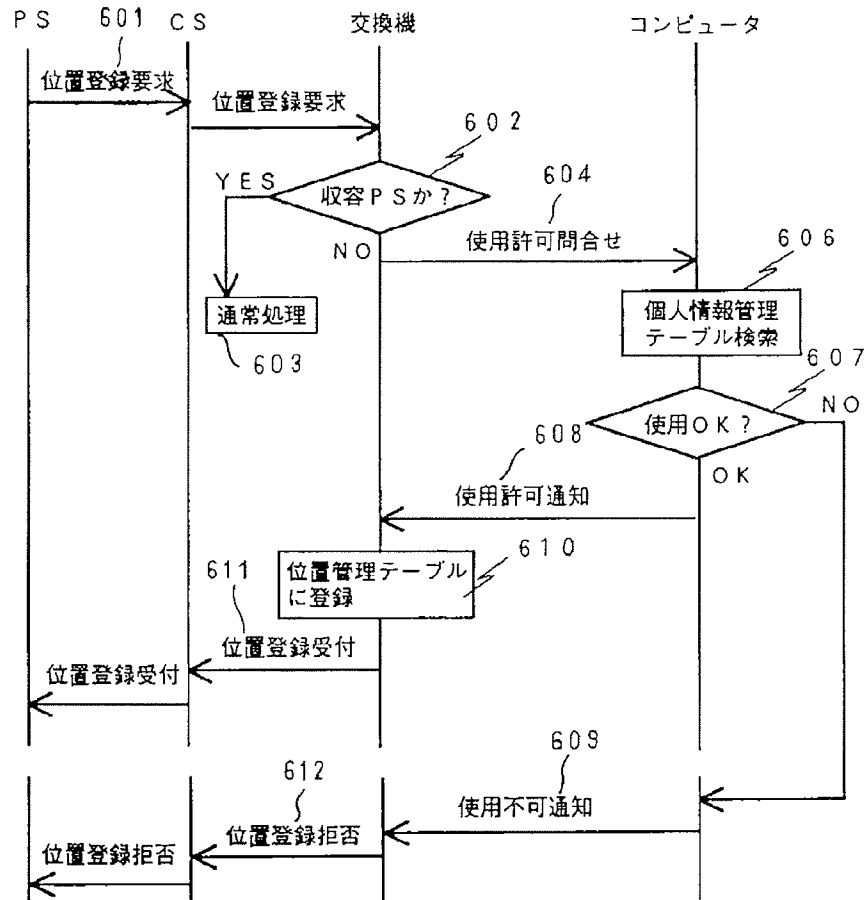 PS
601
CS
交換機
コンピュータ
位置登録要求
位置登録要求
602
YES
収容PSか?
604
NO
使用許可問合せ
606
通常処理
603
個人情報管理
テーブル検索
607
NO
使用OK?
608
OK
使用許可通知
610
位置管理テーブル
に登録
611
位置登録受付
位置登録受付
609
612
使用不可通知
位置登録拒否
位置登録拒否